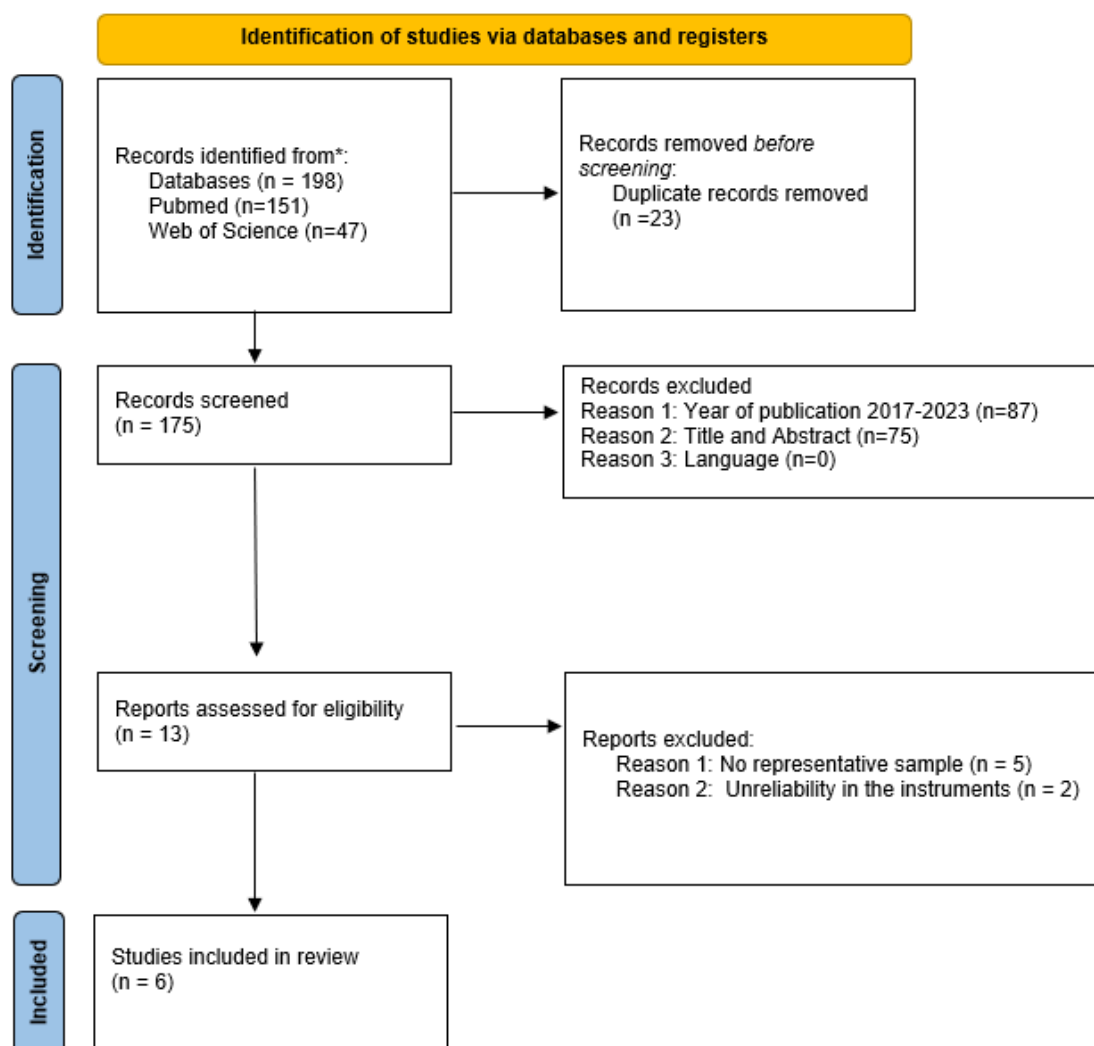 Identification of studies via databases and registers
Identification
Records identified from*:
Databases (n = 198)
Pubmed (n=151)
Web of Science (n=47)
Records removed before
screening:
Duplicate records removed
(n =23)
Screening
Records screened
(n = 175)
Records excluded
Reason 1: Year of publication 2017-2023 (n=87)
Reason 2: Title and Abstract (n=75)
Reason 3: Language (n=0)
Reports assessed for eligibility
(n = 13)
Reports excluded:
Reason 1: No representative sample (n = 5)
Reason 2:  Unreliability in the instruments (n = 2)
Included
Studies included in review
(n = 6)